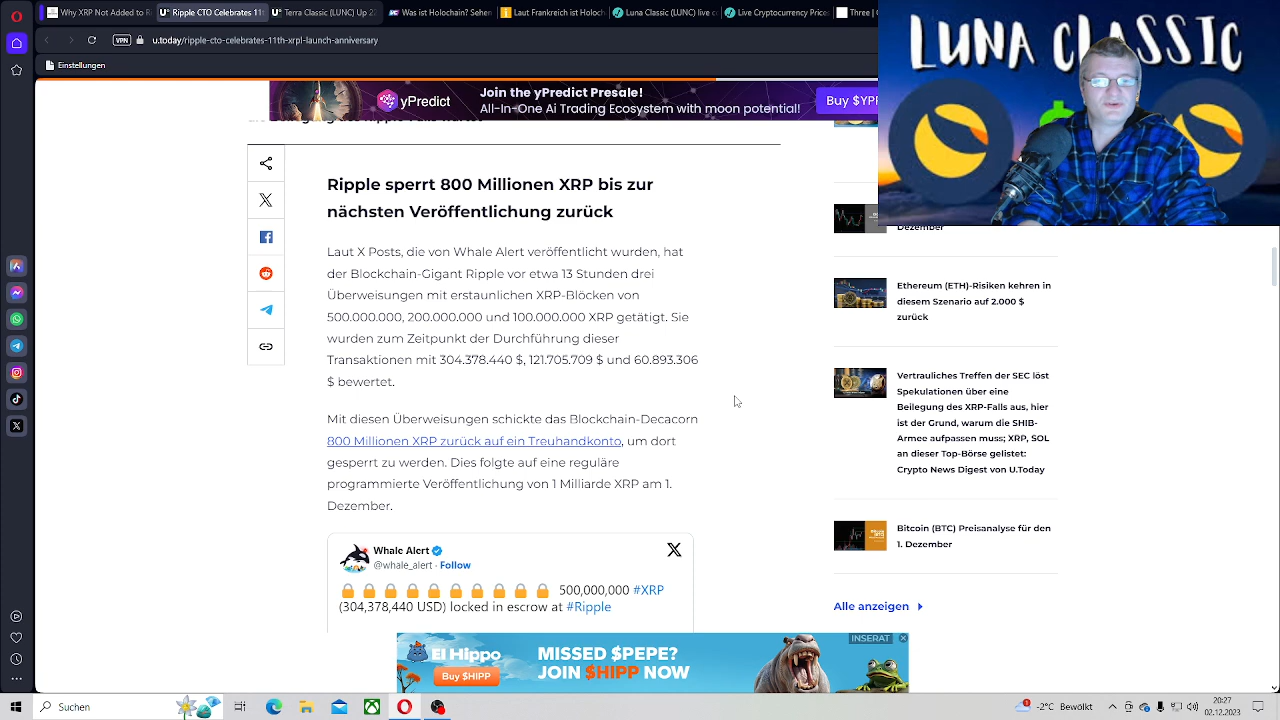 Why XRP Not Added to R
Ripple CTO Celebrates 11
Terra Classic (LUNC) Up 22
Was ist Holocaust? Sehen
Laut Frankreich ist Rocky
Luna Classic (LUNC) live c
Live Cryptocurrency Price
Three |
VPN
u.today/ripple-cto-celebrates-11th-xrpl-launch-anniversary
Einstellungen
LUNA CLASSIC
yPredict
Join the yPredict Presale!
All-In-One Ai Trading Ecosystem with moon potential!
Buy $YP
Ripple sperrt 800 Millionen XRP bis zur
nächsten Veröffentlichung zurück
Laut X Posts, die von Whale Alert veröffentlicht wurden, hat
der Blockchain-Gigant Ripple vor etwa 13 Stunden drei
Überweisungen mit erstaunlichen XRP-Blöcken von
500.000.000, 200.000.000 und 100.000.000 XRP getätigt. Sie
wurden zum Zeitpunkt der Durchführung dieser
Transaktionen mit 304.378.440 $, 121.705.709 $ und 60.893.306
$ bewertet.
Mit diesen Überweisungen schickte das Blockchain-Decacorn
800 Millionen XRP zurück auf ein Treuhandkonto, um dort
gesperrt zu werden. Dies folgte auf eine reguläre
programmierte Veröffentlichung von 1 Milliarde XRP am 1.
Dezember.
Whale Alert
@whale_alert · Follow
500,000,000 #XRP
(304,378,440 USD) locked in escrow at #Ripple
Dezember
Ethereum (ETH)-Risiken kehren in
diesem Szenario auf 2.000 $
zurück
Vertrauliches Treffen der SEC löst
Spekulationen über eine
Beilegung des XRP-Falls aus, hier
ist der Grund, warum die SHIB-
Armee aufpassen muss; XRP, SOL
an dieser Top-Börse gelistet:
Crypto News Digest von U.Today
Bitcoin (BTC) Preisanalyse für den
1. Dezember
Alle anzeigen
El Hippo
Buy $HIPP
MISSED $PEPE?
JOIN $HIPP NOW
INSERAT
Suchen
-1°C Bewölkt
20:27
02.12.2023